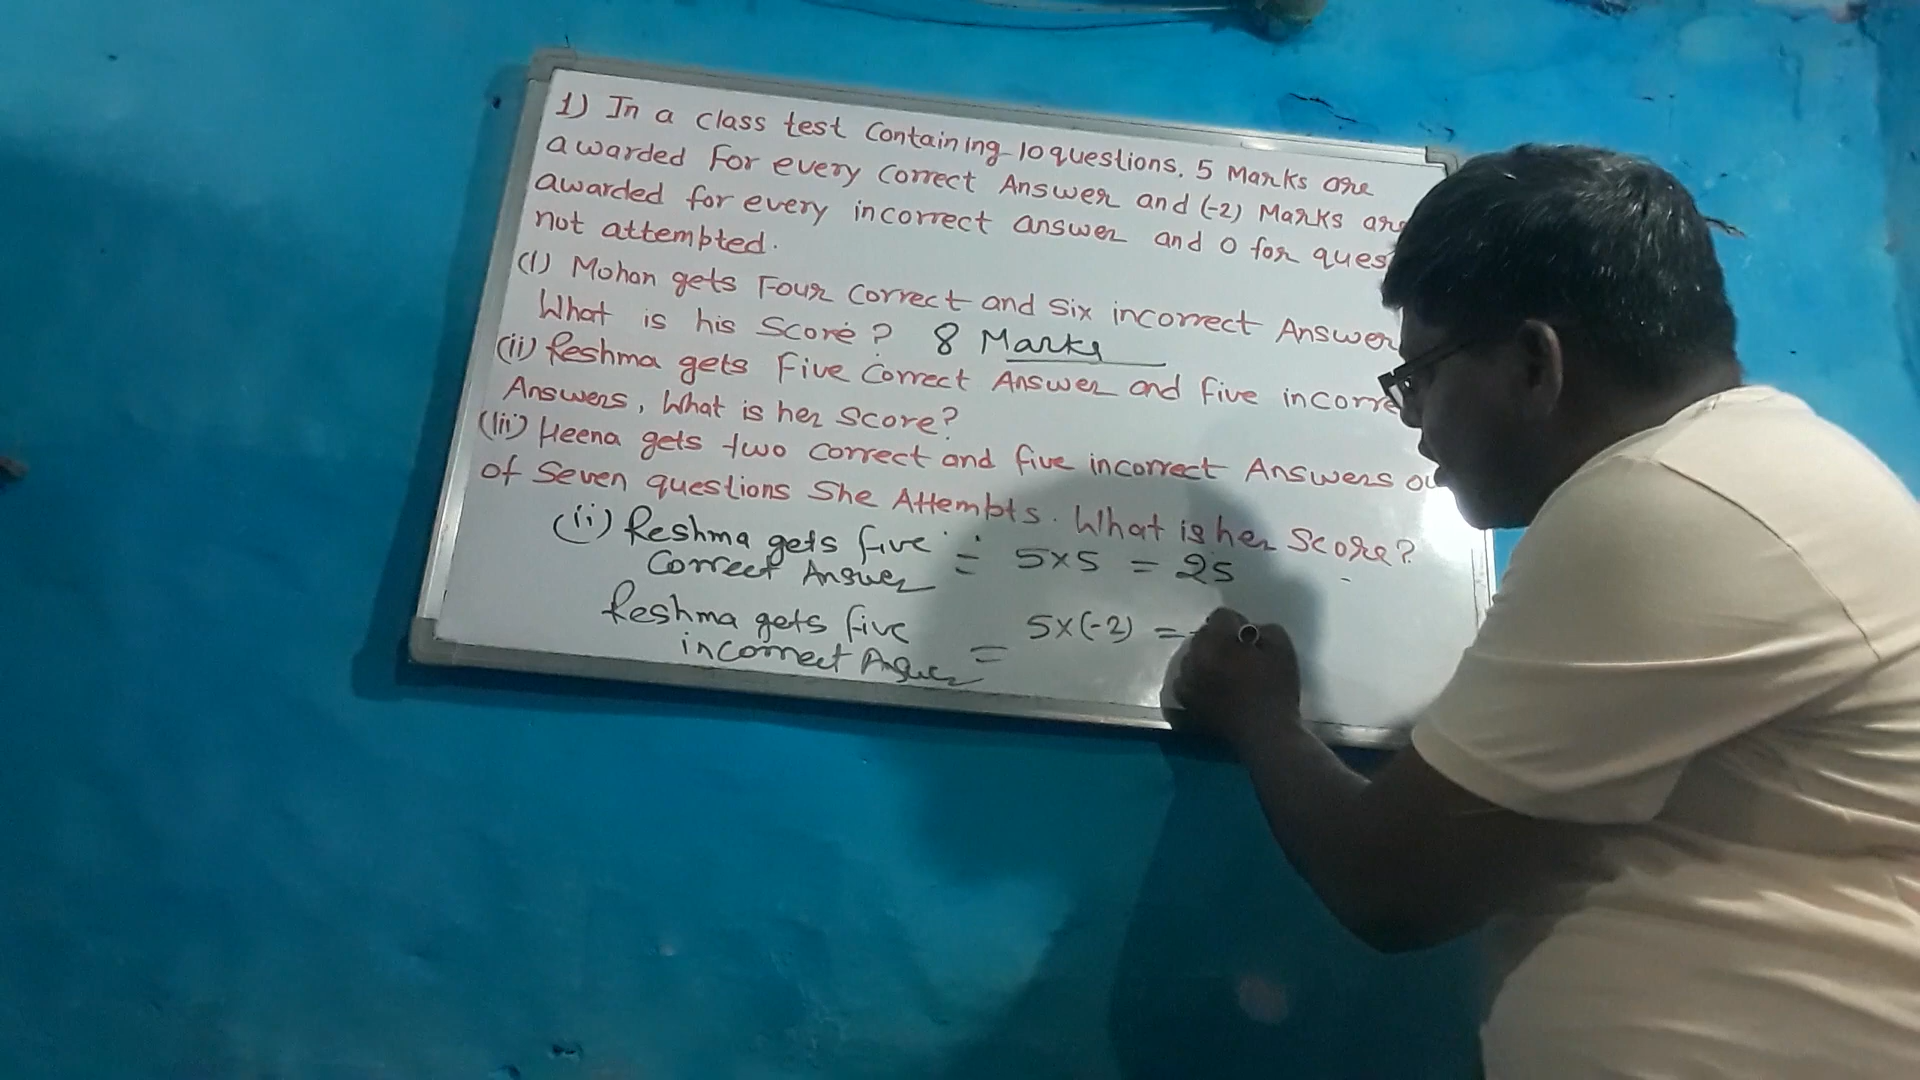 1) In a class test containing 10 questions, 5 Marks are
awarded For every correct Answer and (-2) Marks are
awarded for every incorrect answer and 0 for ques
not attempted.
(i) Mohan gets Four correct and six incorrect Answer
What is his Score? 8 Marks
(ii) Reshma gets Five correct Answer and five incorre
Answers, What is her Score?
(iii) Heena gets two correct and five incorrect Answers ou
of Seven questions She Attempts. What is her Score?
(ii) Reshma gets five
correct Answer = 5x5 = 25
Reshma gets five
incorrect Answer = 5x(-2) =